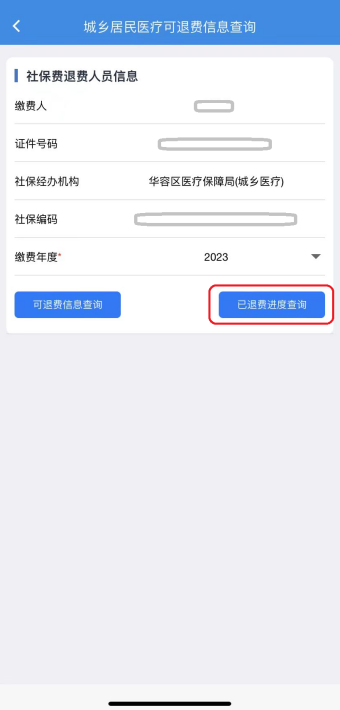 城乡居民医疗可退费信息查询
社保费退费人员信息
缴费人
证件号码
社保经办机构 华容区医疗保障局(城乡医疗)
社保编码
缴费年度* 2023
可退费信息查询 已退费进度查询